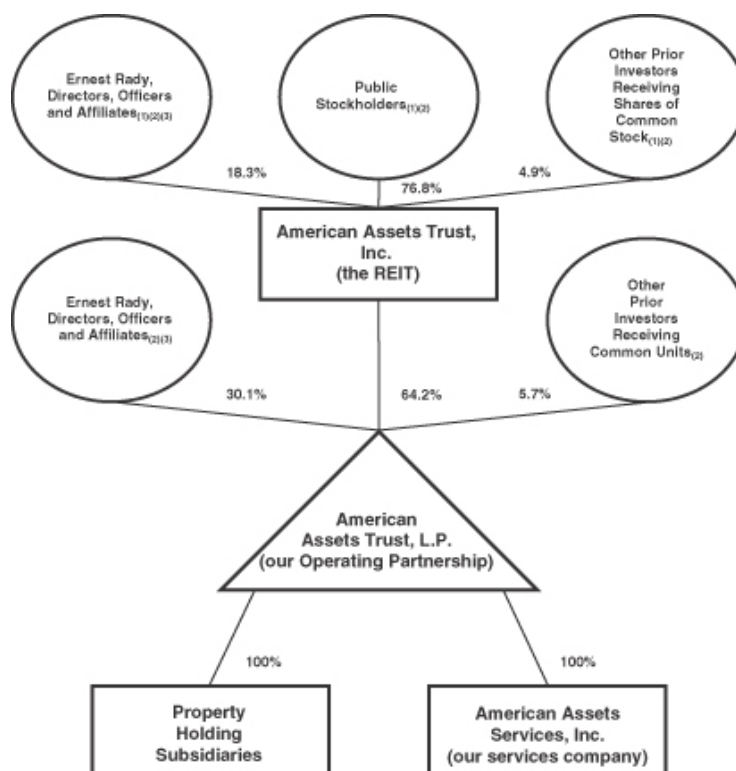 Ernest Rady,
Directors, Officers
and Affiliates(1)(2)(3)
Public
Stockholders(1)(2)
Other Prior
Investors
Receiving
Shares of
Common
Stock(1)(2)
18.3%
76.8%
4.9%
American Assets Trust,
Inc.
(the REIT)
Ernest Rady,
Directors, Officers
and Affiliates(2)(3)
Other
Prior
Investors
Receiving
Common Units(2)
30.1%
64.2%
5.7%
American
Assets Trust, L.P.
(our Operating Partnership)
100%
100%
Property
Holding
Subsidiaries
American Assets
Services, Inc.
(our services company)